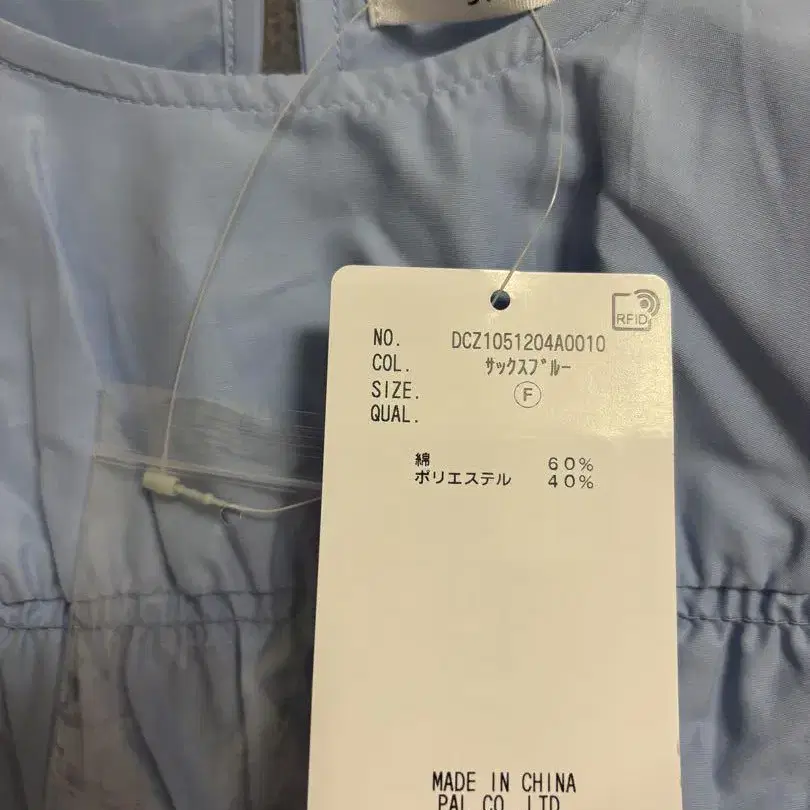 RFID
NO. DCZ1051204A0010
COL. ｻｯｸｽﾌﾞﾙｰ
SIZE. F
QUAL.
綿 60%
ポリエステル 40%
MADE IN CHINA
PAL CO.,LTD.